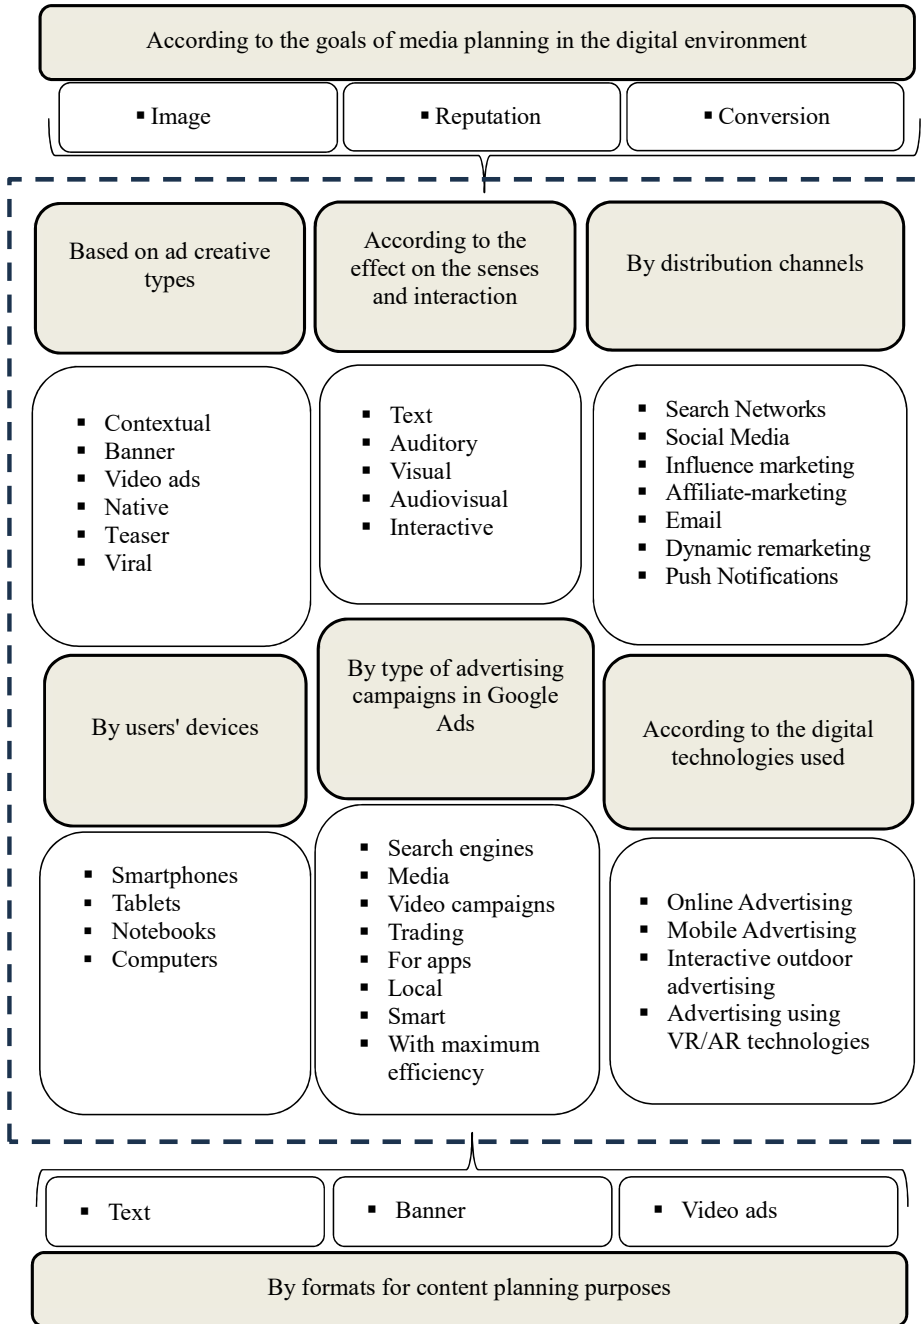 According to the goals of media planning in the digital environment
▪ Image
▪ Reputation
▪ Conversion
Based on ad creative
types
According to the
effect on the senses
and interaction
By distribution channels
▪ Contextual
▪ Banner
▪ Video ads
▪ Native
▪ Teaser
▪ Viral
▪ Text
▪ Auditory
▪ Visual
▪ Audiovisual
▪ Interactive
▪ Search Networks
▪ Social Media
▪ Influence marketing
▪ Affiliate-marketing
▪ Email
▪ Dynamic remarketing
▪ Push Notifications
By users' devices
By type of advertising
campaigns in Google
Ads
According to the digital
technologies used
▪ Smartphones
▪ Tablets
▪ Notebooks
▪ Computers
▪ Search engines
▪ Media
▪ Video campaigns
▪ Trading
▪ For apps
▪ Local
▪ Smart
▪ With maximum
efficiency
▪ Online Advertising
▪ Mobile Advertising
▪ Interactive outdoor
advertising
▪ Advertising using
VR/AR technologies
▪ Text
▪ Banner
▪ Video ads
By formats for content planning purposes